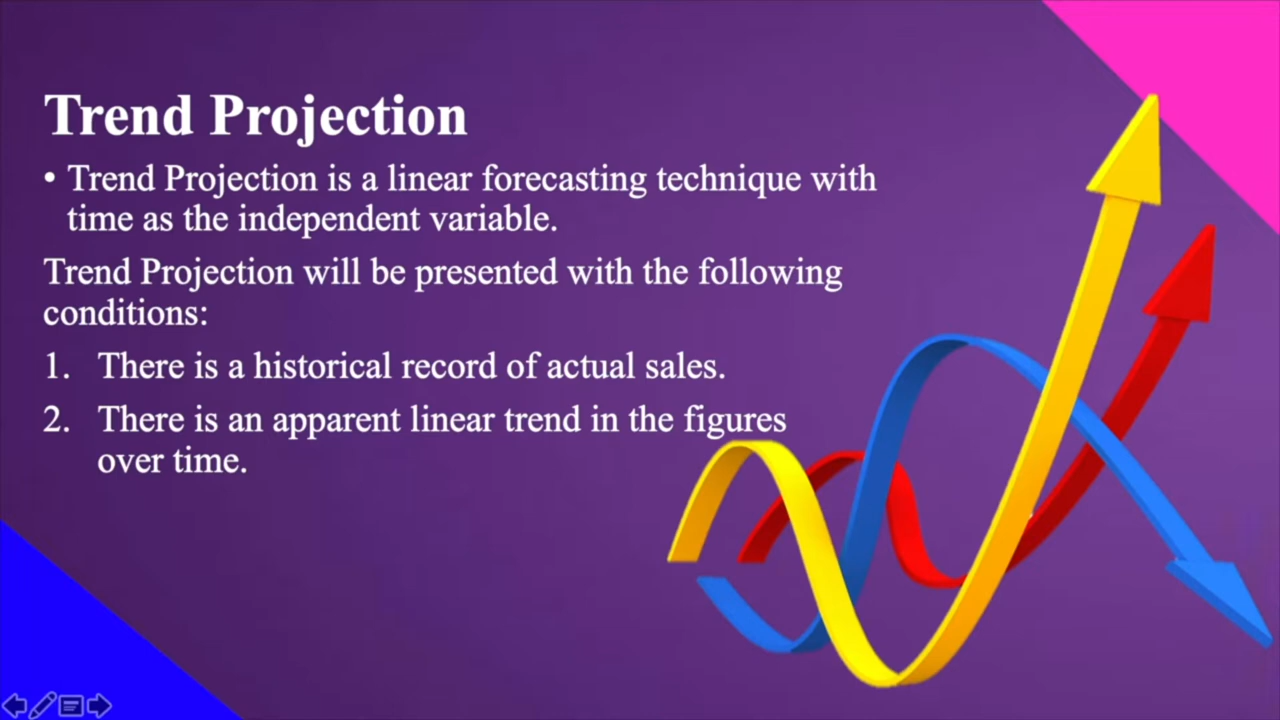 Trend Projection
• Trend Projection is a linear forecasting technique with
time as the independent variable.
Trend Projection will be presented with the following
conditions:
1. There is a historical record of actual sales.
2. There is an apparent linear trend in the figures
over time.